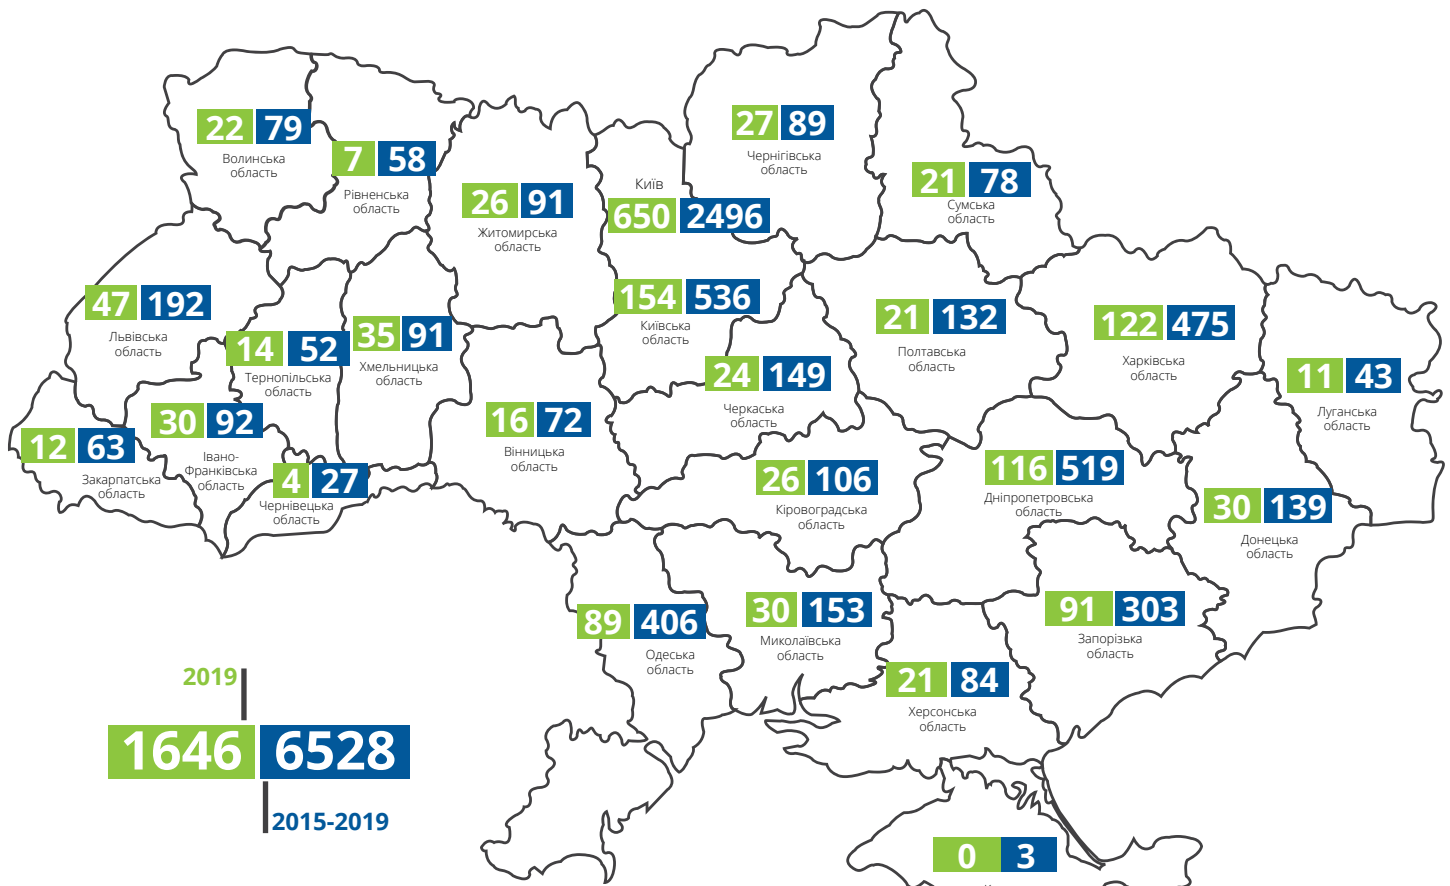 22 79
Волинська
область
7 58
Рівненська
область
26 91
Житомирська
область
Київ
650 2496
27 89
Чернігівська
область
21 78
Сумська
область
47 192
Львівська
область
14 52
Тернопільська
область
35 91
Хмельницька
область
154 536
Київська
область
24 149
Черкаська
область
21 132
Полтавська
область
122 475
Харківська
область
11 43
Луганська
область
12 63
Закарпатська
область
30 92
Івано-
Франківська
область
4 27
Чернівецька
область
16 72
Вінницька
область
26 106
Кіровоградська
область
116 519
Дніпропетровська
область
30 139
Донецька
область
89 406
Одеська
область
30 153
Миколаївська
область
91 303
Запорізька
область
21 84
Херсонська
область
2019
1646 6528
2015-2019
0 3